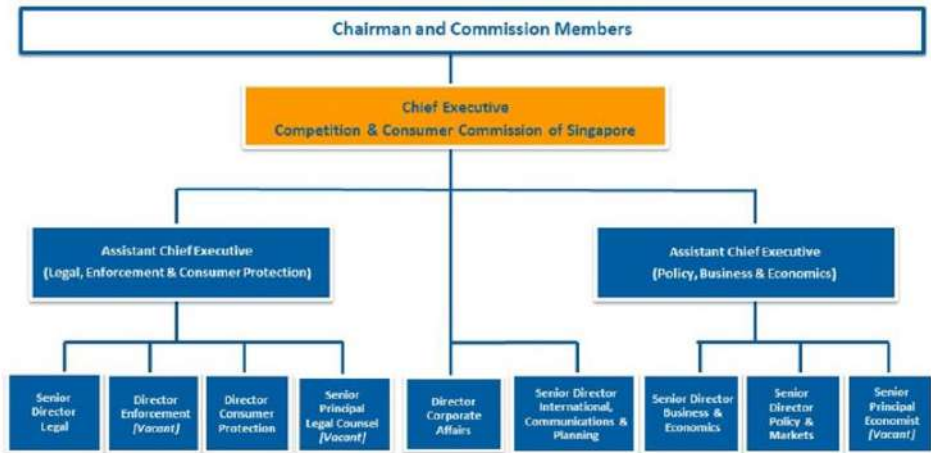 Chairman and Commission Members
Chief Executive
Competition & Consumer Commission of Singapore
Assistant Chief Executive
(Legal, Enforcement & Consumer Protection)
Assistant Chief Executive
(Policy, Business & Economics)
Senior
Director
Legal
Director
Enforcement
[Vacant]
Director
Consumer
Protection
Senior
Principal
Legal Counsel
[Vacant]
Director
Corporate
Affairs
Senior Director
International,
Communications &
Planning
Senior Director
Business &
Economics
Senior
Director
Policy &
Markets
Senior
Principal
Economist
[Vacant]